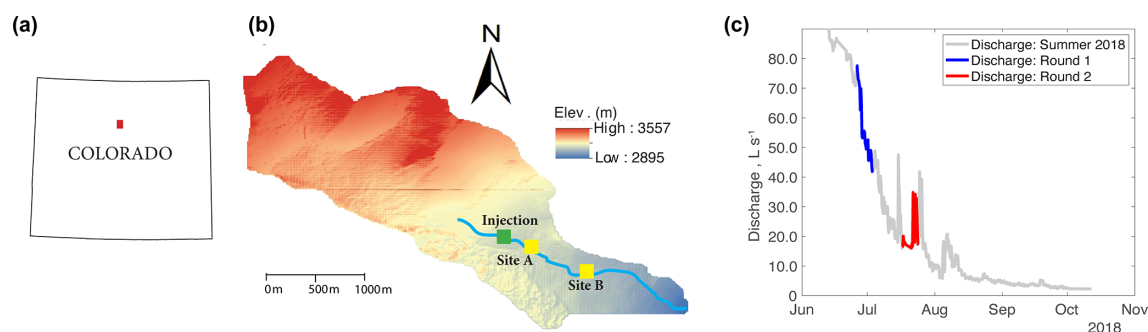 (a)
COLORADO
(b)
N
Elev. (m)
High : 3557
Low : 2895
Injection
Site A
Site B
0 500m 1000m
(c)
Discharge, L s⁻¹
80.0
70.0
60.0
50.0
40.0
30.0
20.0
10.0
0
Discharge: Summer 2018
Discharge: Round 1
Discharge: Round 2
Jun Jul Aug Sep Oct Nov
2018